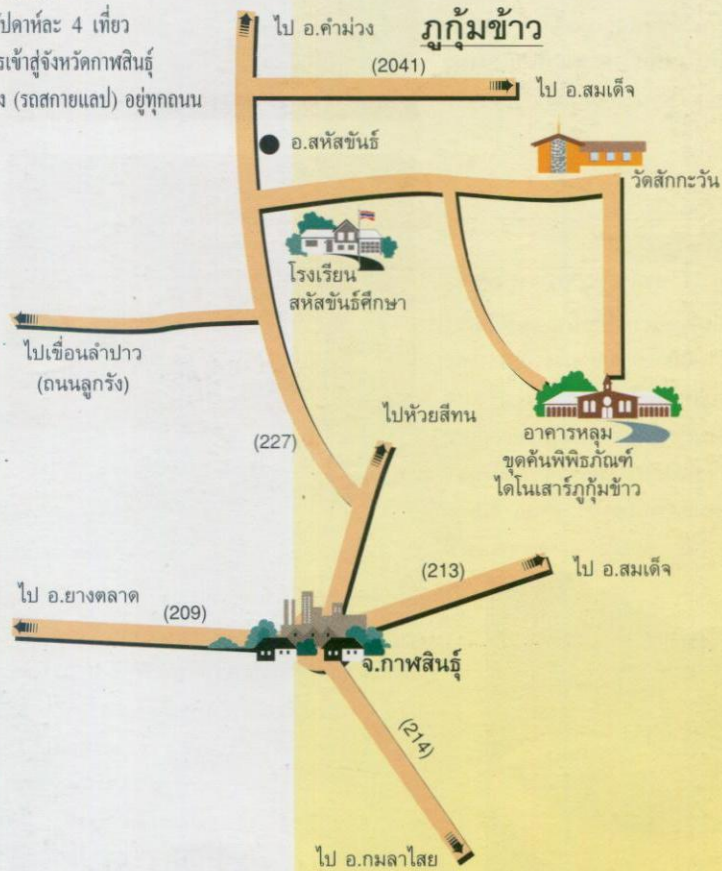 ภูกุ้มข้าว
ปดาห์ละ 4 เที่ยว
รเข้าสู่จังหวัดกาฬสินธุ์
ง (รถสกายแลป) อยู่ทุกถนน
ไป อ.คำม่วง
(2041)
ไป อ.สมเด็จ
อ.สหัสขันธ์
วัดสักกะวัน
โรงเรียน
สหัสขันธ์ศึกษา
ไปเขื่อนลำปาว
(ถนนลูกรัง)
ไปห้วยสีทน
(227)
อาคารหลุม
ขุดค้นพิพิธภัณฑ์
ไดโนเสาร์ภูกุ้มข้าว
(213)
ไป อ.สมเด็จ
ไป อ.ยางตลาด
(209)
จ.กาฬสินธุ์
(214)
ไป อ.กมลาไสย